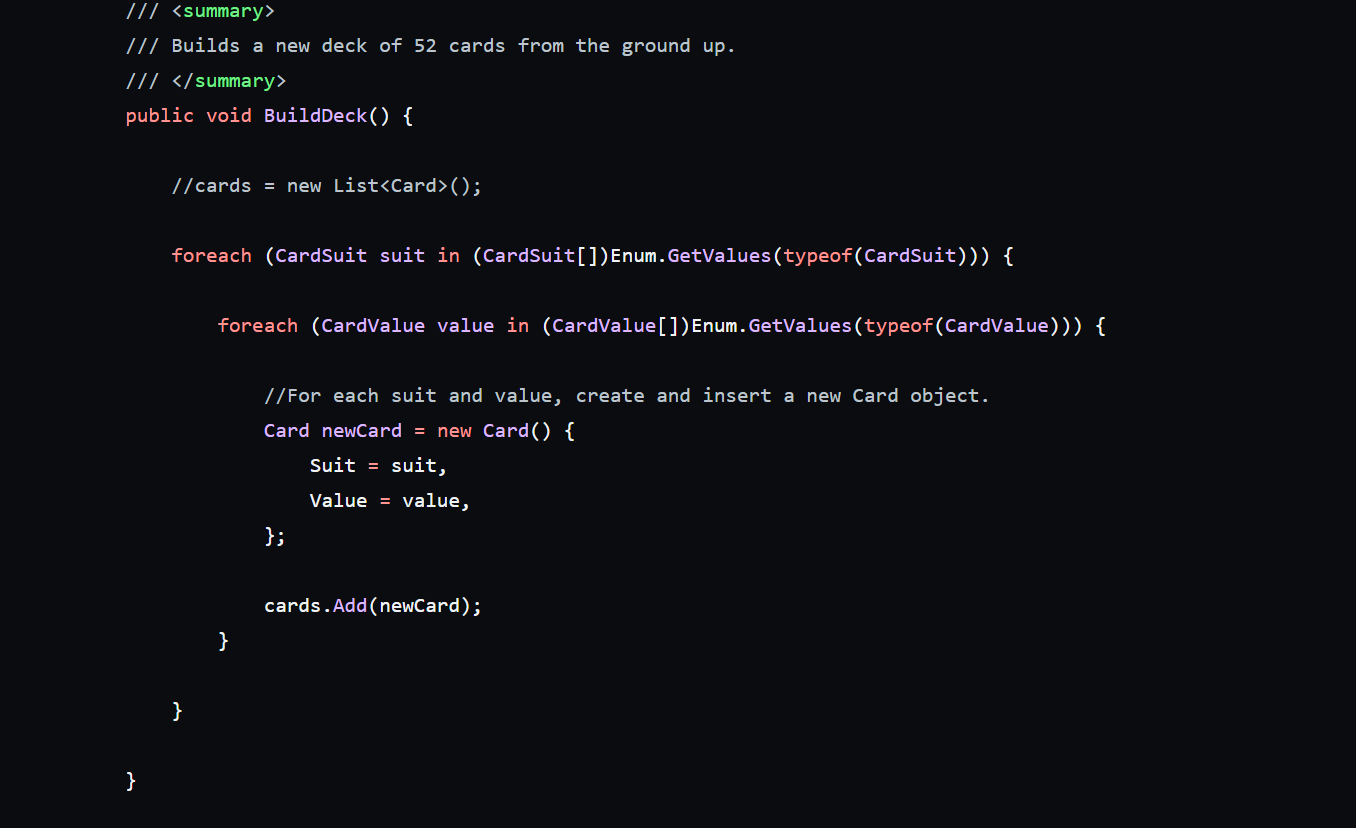 /// <summary>
/// Builds a new deck of 52 cards from the ground up.
/// </summary>
public void BuildDeck() {
//cards = new List<Card>();
foreach (CardSuit suit in (CardSuit[])Enum.GetValues(typeof(CardSuit))) {
foreach (CardValue value in (CardValue[])Enum.GetValues(typeof(CardValue))) {
//For each suit and value, create and insert a new Card object.
Card newCard = new Card() {
Suit = suit,
Value = value,
};
cards.Add(newCard);
}
}
}